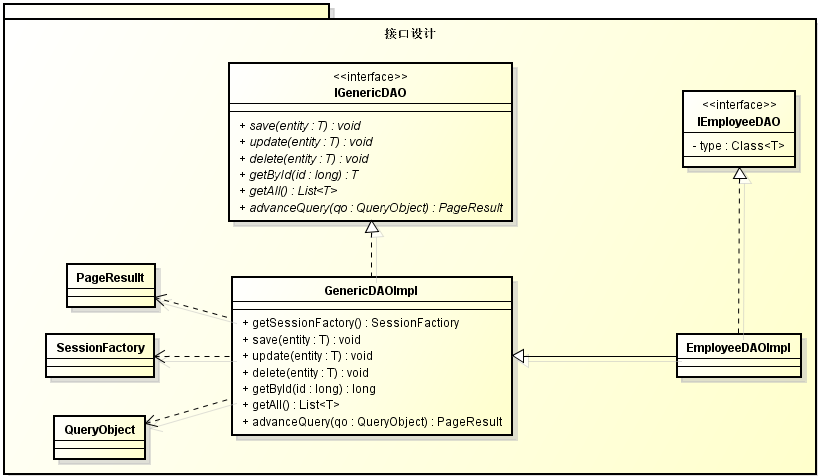 接口设计
<<interface>>
IGenericDAO
+ save(entity : T) : void
+ update(entity : T) : void
+ delete(entity : T) : void
+ getById(id : long) : T
+ getAll() : List<T>
+ advanceQuery(qo : QueryObject) : PageResult
<<interface>>
IEmployeeDAO
- type : Class<T>
PageResullt
SessionFactory
QueryObject
GenericDAOImpl
+ getSessionFactory() : SessionFactiory
+ save(entity : T) : void
+ update(entity : T) : void
+ delete(entity : T) : void
+ getById(id : long) : long
+ getAll() : List<T>
+ advanceQuery(qo : QueryObject) : PageResult
EmployeeDAOImpl